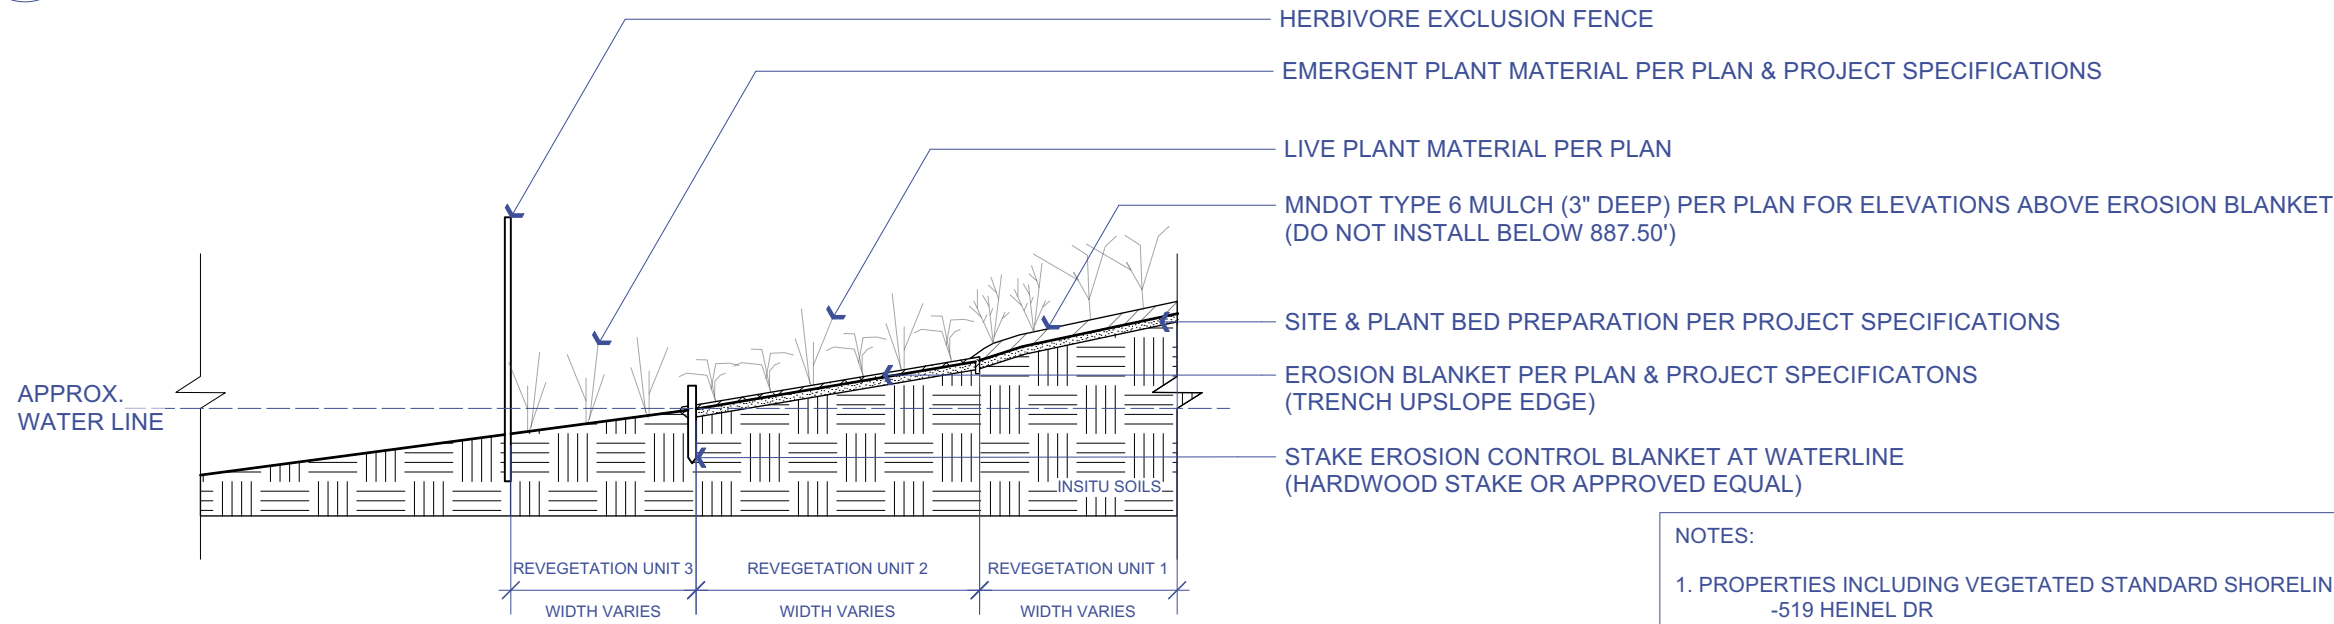 HERBIVORE EXCLUSION FENCE
EMERGENT PLANT MATERIAL PER PLAN & PROJECT SPECIFICATIONS
LIVE PLANT MATERIAL PER PLAN
MNDOT TYPE 6 MULCH (3" DEEP) PER PLAN FOR ELEVATIONS ABOVE EROSION BLANKET
(DO NOT INSTALL BELOW 887.50')
SITE & PLANT BED PREPARATION PER PROJECT SPECIFICATIONS
EROSION BLANKET PER PLAN & PROJECT SPECIFICATONS
(TRENCH UPSLOPE EDGE)
APPROX.
WATER LINE
STAKE EROSION CONTROL BLANKET AT WATERLINE
(HARDWOOD STAKE OR APPROVED EQUAL)
INSITU SOILS
REVEGETATION UNIT 3
REVEGETATION UNIT 2
REVEGETATION UNIT 1
WIDTH VARIES
WIDTH VARIES
WIDTH VARIES
NOTES:
1. PROPERTIES INCLUDING VEGETATED STANDARD SHORELIN
-519 HEINEL DR